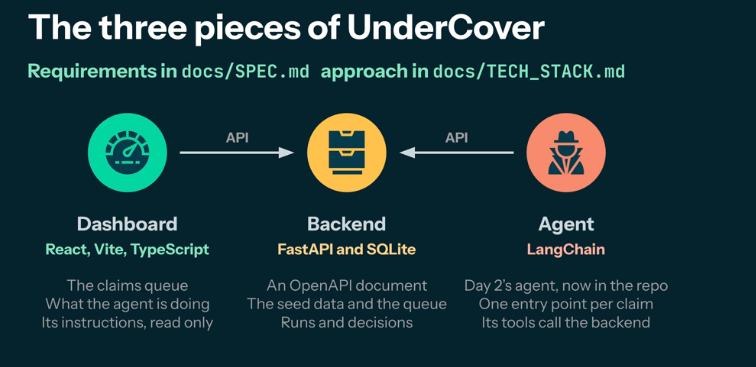 The three pieces of UnderCover
Requirements in docs/SPEC.md approach in docs/TECH_STACK.md
API
API
Dashboard
React, Vite, TypeScript
The claims queue
What the agent is doing
Its instructions, read only
Backend
FastAPI and SQLite
An OpenAPI document
The seed data and the queue
Runs and decisions
Agent
LangChain
Day 2's agent, now in the repo
One entry point per claim
Its tools call the backend